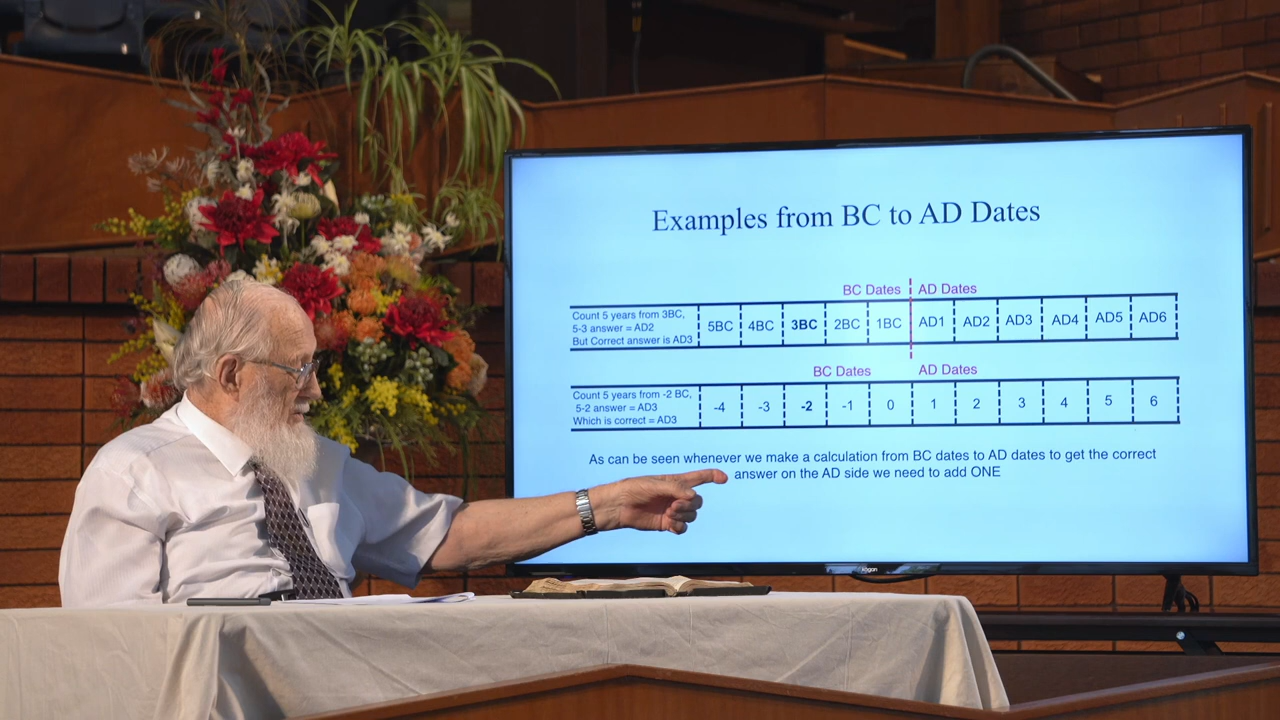 Examples from BC to AD Dates
BC Dates AD Dates
Count 5 years from 3BC,
5-3 answer = AD2
But Correct answer is AD3
5BC 4BC 3BC 2BC 1BC AD1 AD2 AD3 AD4 AD5 AD6
BC Dates AD Dates
Count 5 years from -2 BC,
5-2 answer = AD3
Which is correct = AD3
-4 -3 -2 -1 0 1 2 3 4 5 6
As can be seen whenever we make a calculation from BC dates to AD dates to get the correct
answer on the AD side we need to add ONE
kogan